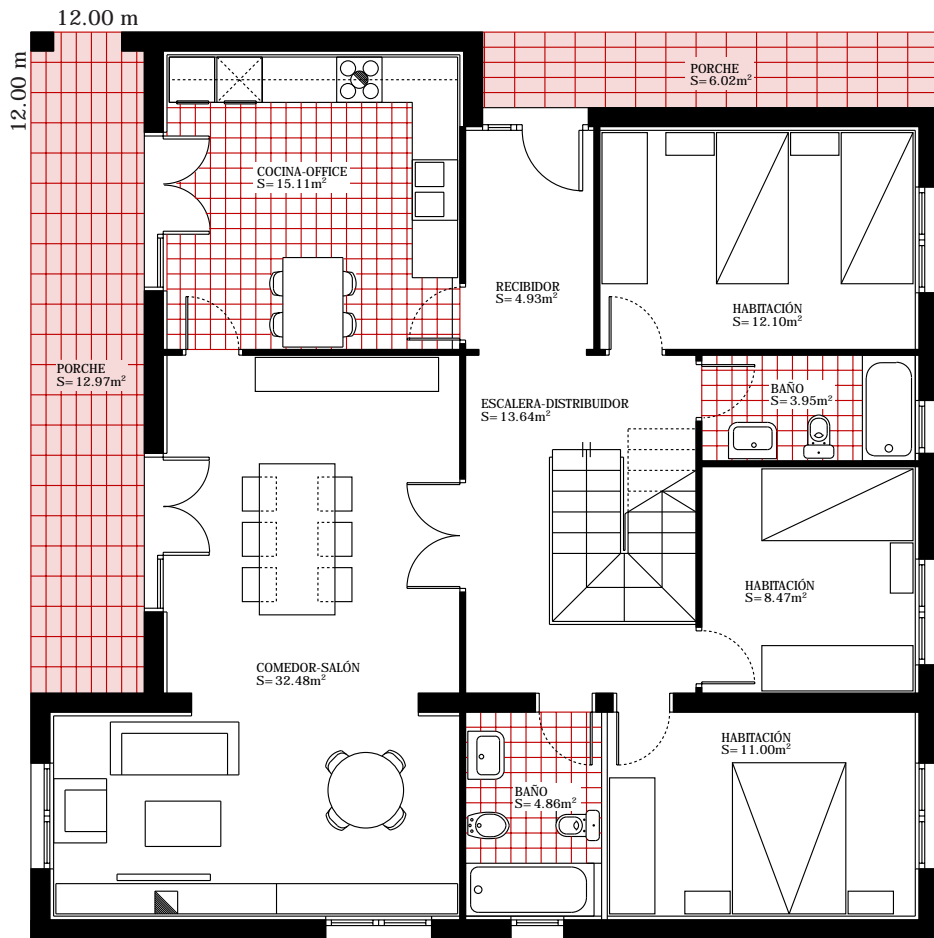 12.00 m
12.00 m
PORCHE
S=6.02m²
COCINA-OFFICE
S=15.11m²
RECIBIDOR
S=4.93m²
HABITACIÓN
S=12.10m²
PORCHE
S=12.97m²
ESCALERA-DISTRIBUIDOR
S=13.64m²
BAÑO
S=3.95m²
HABITACIÓN
S=8.47m²
COMEDOR-SALÓN
S=32.48m²
HABITACIÓN
S=11.00m²
BAÑO
S=4.86m²